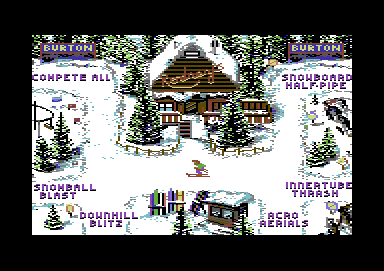 BURTON
BURTON
COMPETE ALL
SNOWBOARD
HALF-PIPE
SNOWBALL
BLAST
INNERTUBE
THRASH
DOWNHILL
BLITZ
ACRO
AERIALS